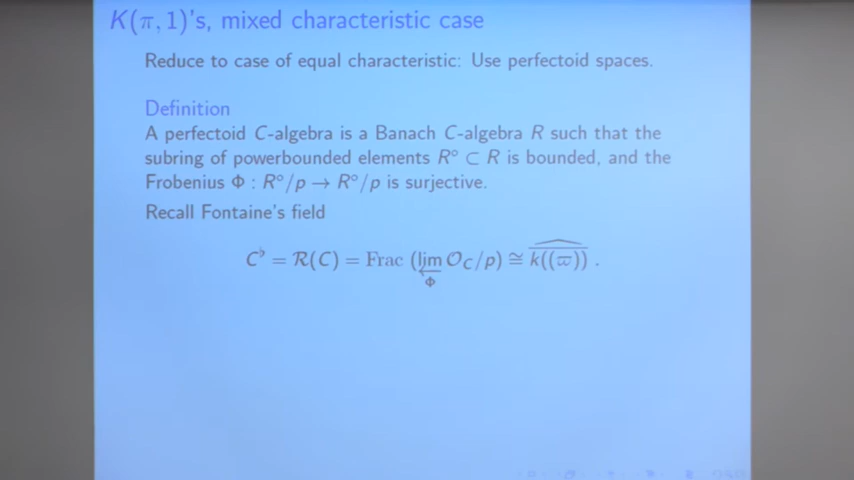 K(π, 1)'s, mixed characteristic case
Reduce to case of equal characteristic: Use perfectoid spaces.
Definition
A perfectoid C-algebra is a Banach C-algebra R such that the
subring of powerbounded elements R° ⊂ R is bounded, and the
Frobenius Φ : R°/p → R°/p is surjective.
Recall Fontaine's field
C♭ = 𝓡(C) = Frac (lim← Φ 𝒪_C/p) ≅ \widehat{\overline{k((ϖ))}} .